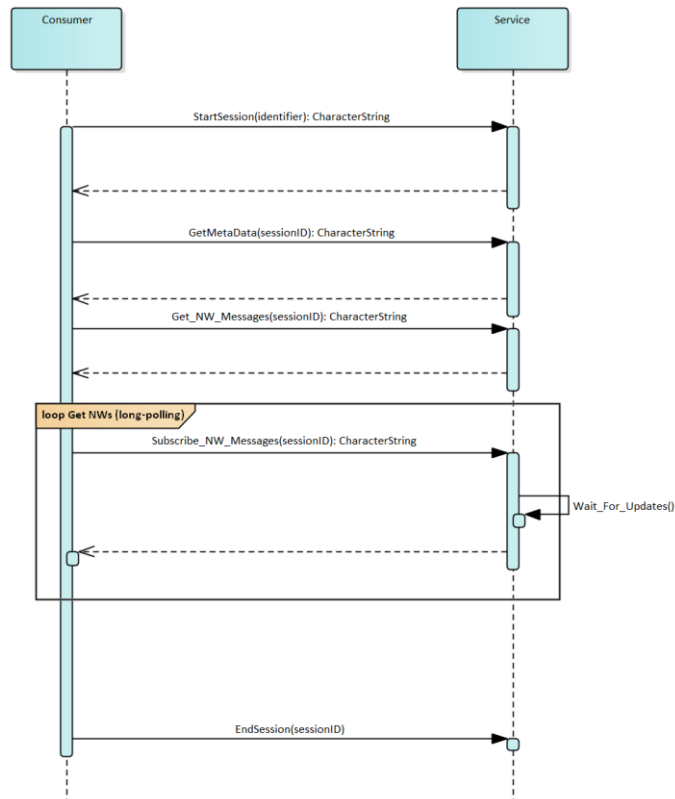 Consumer
Service
StartSession(identifier): CharacterString
GetMetaData(sessionID): CharacterString
Get_NW_Messages(sessionID): CharacterString
loop Get NWs (long-polling)
Subscribe_NW_Messages(sessionID): CharacterString
Wait_For_Updates()
EndSession(sessionID)